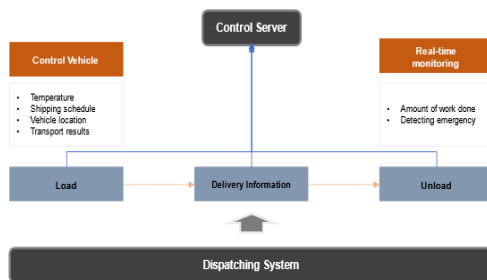 Control Server
Control Vehicle
• Temperature
• Shipping schedule
• Vehicle location
• Transport results
Real-time
monitoring
• Amount of work done
• Detecting emergency
Load
Delivery Information
Unload
Dispatching System